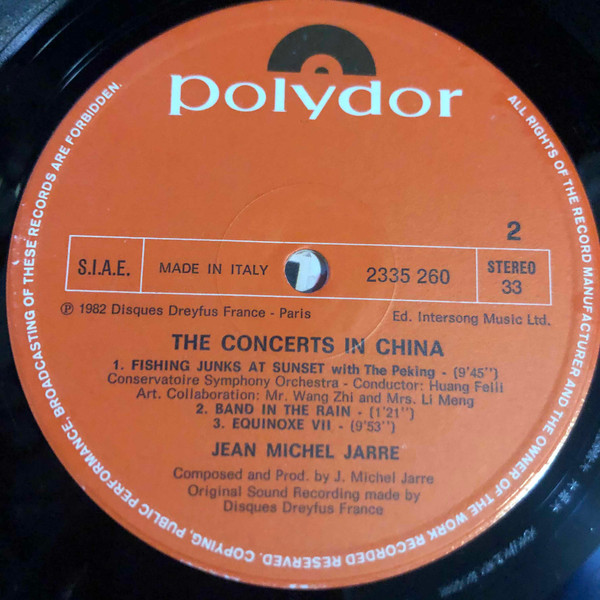 polydor
2
S.I.A.E.
MADE IN ITALY
2335 260
STEREO
33
℗ 1982 Disques Dreyfus France - Paris
Ed. Intersong Music Ltd.
THE CONCERTS IN CHINA
1. FISHING JUNKS AT SUNSET with The Peking - (9'45")
Conservatoire Symphony Orchestra - Conductor: Huang Feili
Art. Collaboration: Mr. Wang Zhi and Mrs. Li Meng
2. BAND IN THE RAIN - (1'21")
3. EQUINOXE VII - (9'53")
JEAN MICHEL JARRE
Composed and Prod. by J. Michel Jarre
Original Sound Recording made by
Disques Dreyfus France
ALL RIGHTS OF THE RECORD MANUFACTURER AND THE OWNER OF THE WORK RECORDED RESERVED. COPYING, PUBLIC PERFORMANCE, BROADCASTING OF THESE RECORDS ARE FORBIDDEN.